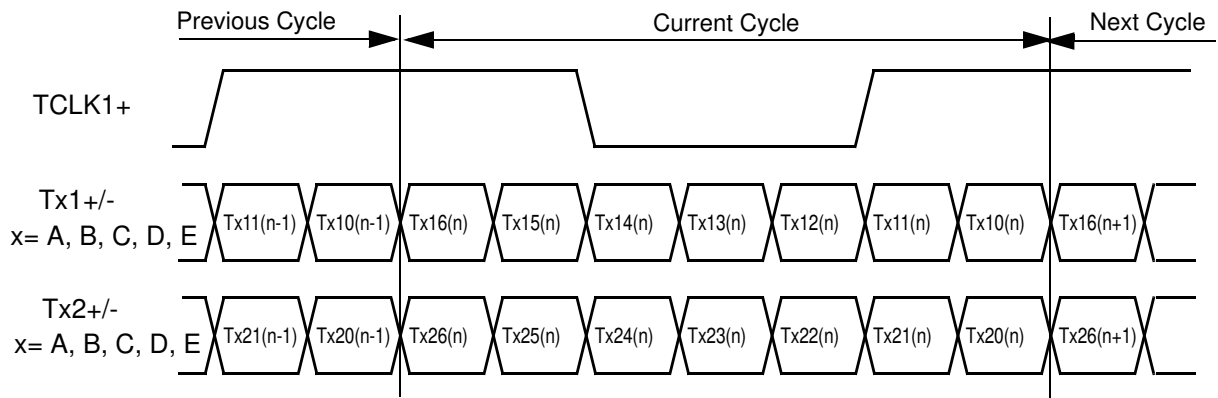 Previous Cycle Current Cycle Next Cycle
TCLK1+
Tx1+/-
x= A, B, C, D, E
Tx11(n-1) Tx10(n-1) Tx16(n) Tx15(n) Tx14(n) Tx13(n) Tx12(n) Tx11(n) Tx10(n) Tx16(n+1)
Tx2+/-
x= A, B, C, D, E
Tx21(n-1) Tx20(n-1) Tx26(n) Tx25(n) Tx24(n) Tx23(n) Tx22(n) Tx21(n) Tx20(n) Tx26(n+1)